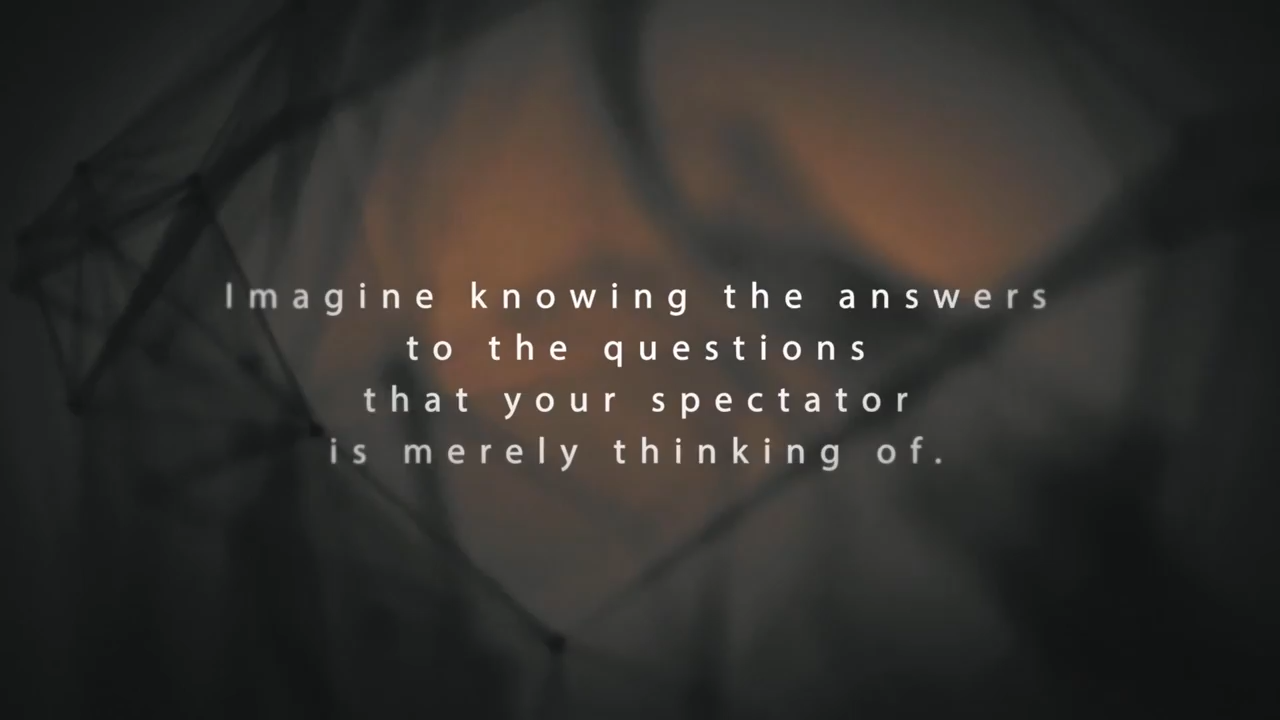 Imagine knowing the answers
to the questions
that your spectator
is merely thinking of.